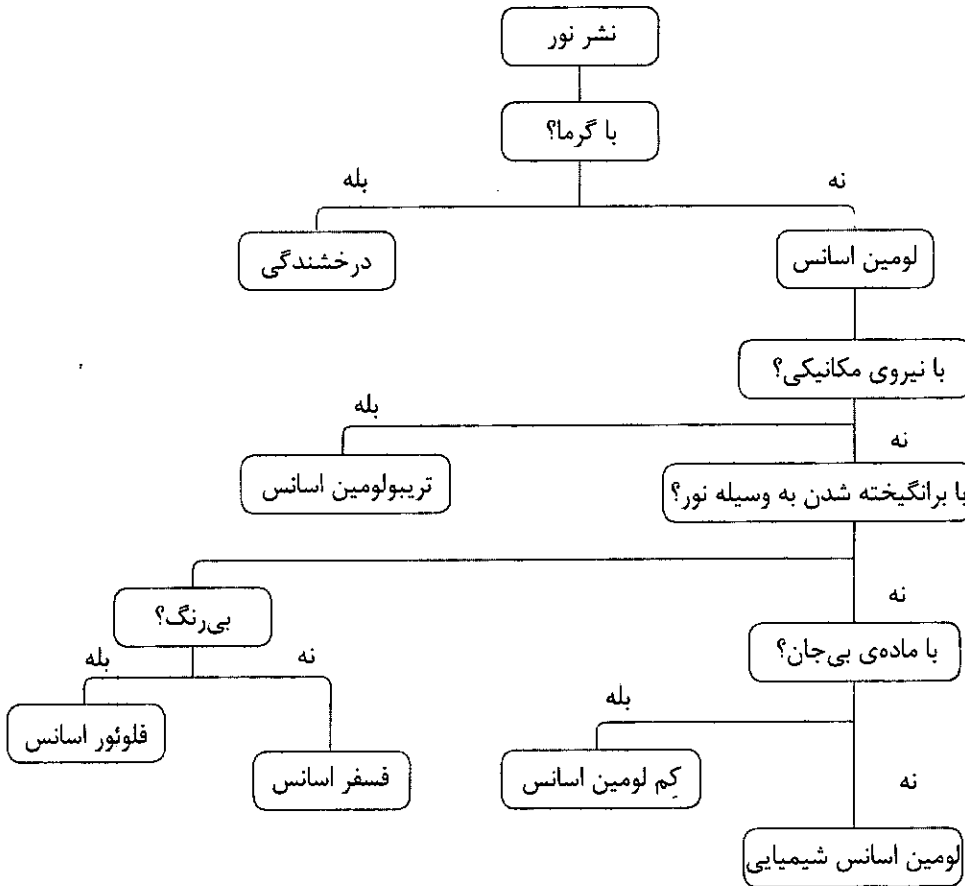 نشر نور
با گرما؟
بله
نه
درخشندگی
لومین اسانس
با نیروی مکانیکی؟
بله
نه
تریبولومین اسانس
با برانگیخته شدن به وسیله نور؟
بی‌رنگ؟
نه
با ماده‌ی بی‌جان؟
بله
نه
بله
فلوئور اسانس
فسفر اسانس
کِم لومین اسانس
نه
لومین اسانس شیمیایی